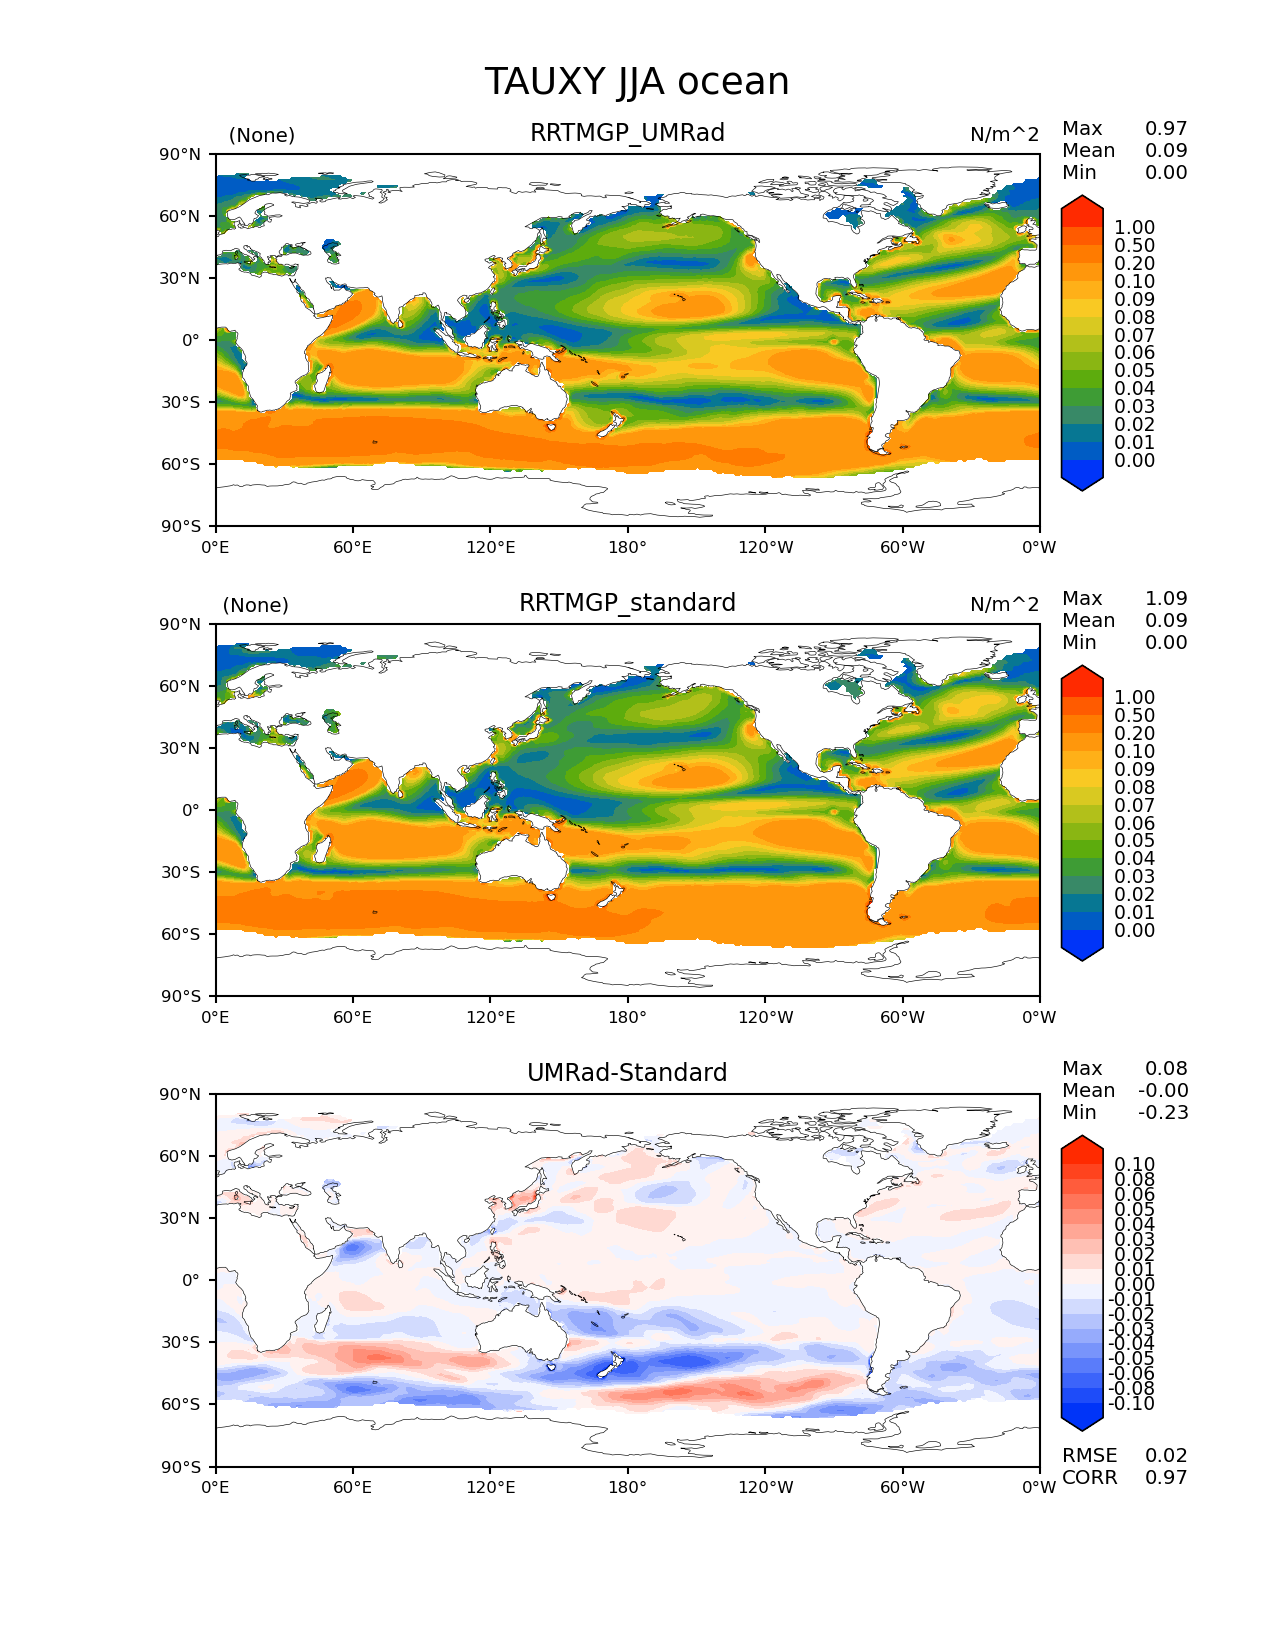 TAUXY JJA ocean
(None) RRTMGP_UMRad N/m^2
Max 0.97
Mean 0.09
Min 0.00
90°N
60°N
30°N
0°
30°S
60°S
90°S
0°E 60°E 120°E 180° 120°W 60°W 0°W
1.00
0.50
0.20
0.10
0.09
0.08
0.07
0.06
0.05
0.04
0.03
0.02
0.01
0.00
(None) RRTMGP_standard N/m^2
Max 1.09
Mean 0.09
Min 0.00
90°N
60°N
30°N
0°
30°S
60°S
90°S
0°E 60°E 120°E 180° 120°W 60°W 0°W
1.00
0.50
0.20
0.10
0.09
0.08
0.07
0.06
0.05
0.04
0.03
0.02
0.01
0.00
UMRad-Standard
Max 0.08
Mean -0.00
Min -0.23
90°N
60°N
30°N
0°
30°S
60°S
90°S
0°E 60°E 120°E 180° 120°W 60°W 0°W
0.10
0.08
0.06
0.05
0.04
0.03
0.02
0.01
0.00
-0.01
-0.02
-0.03
-0.04
-0.05
-0.06
-0.08
-0.10
RMSE 0.02
CORR 0.97